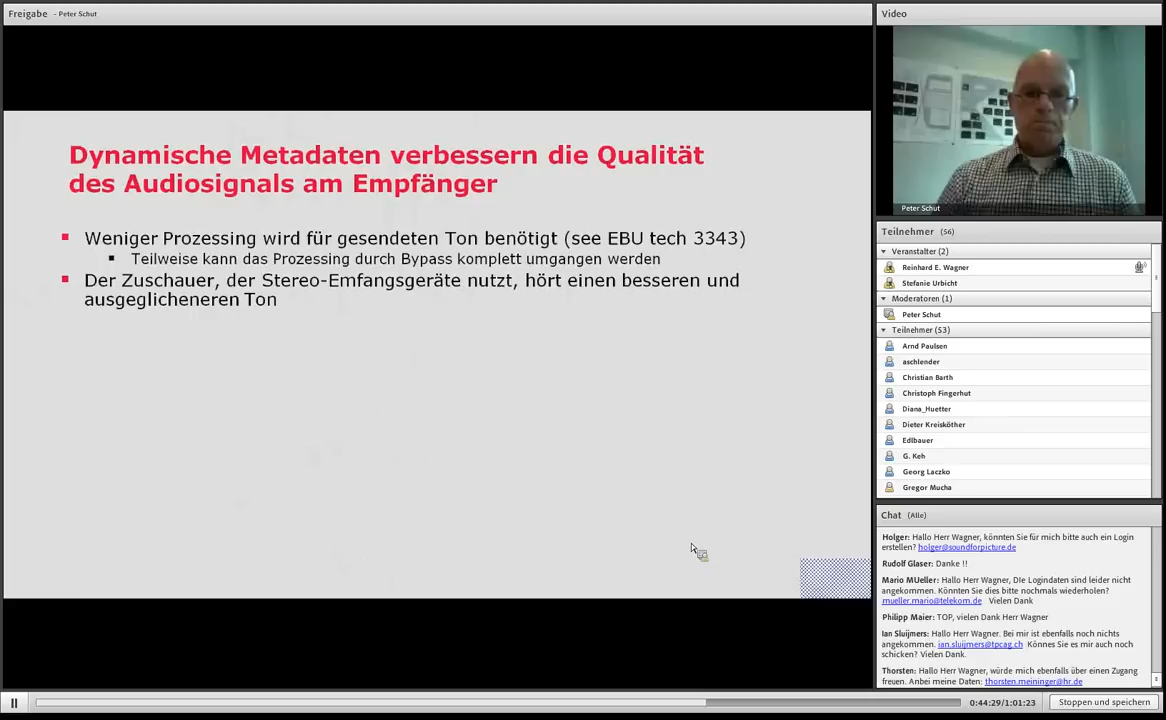 Freigabe - Peter Schut
Dynamische Metadaten verbessern die Qualität
des Audiosignals am Empfänger
Weniger Prozessing wird für gesendeten Ton benötigt (see EBU tech 3343)
Teilweise kann das Prozessing durch Bypass komplett umgangen werden
Der Zuschauer, der Stereo-Emfangsgeräte nutzt, hört einen besseren und
ausgeglicheneren Ton
Video
Peter Schut
Teilnehmer (56)
Veranstalter (2)
Reinhard E. Wagner
Stefanie Urbicht
Moderatoren (1)
Peter Schut
Teilnehmer (53)
Arnd Paulsen
aschlender
Christian Barth
Christoph Fingerhut
Diana_Huetter
Dieter Kreisköther
Edlbauer
G. Keh
Georg Laczko
Gregor Mucha
Chat (Alle)
Holger: Hallo Herr Wagner, könnten Sie für mich bitte auch ein Login
erstellen? holger@soundforpicture.de
Rudolf Glaser: Danke !!
Mario MUeller: Hallo Herr Wagner, DIe Logindaten sind leider nicht
angekommen. Könnten Sie dies bitte nochmals wiederholen?
mueller.mario@telekom.de Vielen Dank
Philipp Maier: TOP, vielen Dank Herr Wagner
Ian Sluijmers: Hallo Herr Wagner. Bei mir ist ebenfalls noch nichts
angekommen. ian.sluijmers@tpcag.ch Könnes Sie es mir auch noch
schicken? Vielen Dank.
Thorsten: Hallo Herr Wagner, würde mich ebenfalls über einen Zugang
freuen. Anbei meine Daten: thorsten.meininger@hr.de
0:44:29/1:01:23
Stoppen und speichern